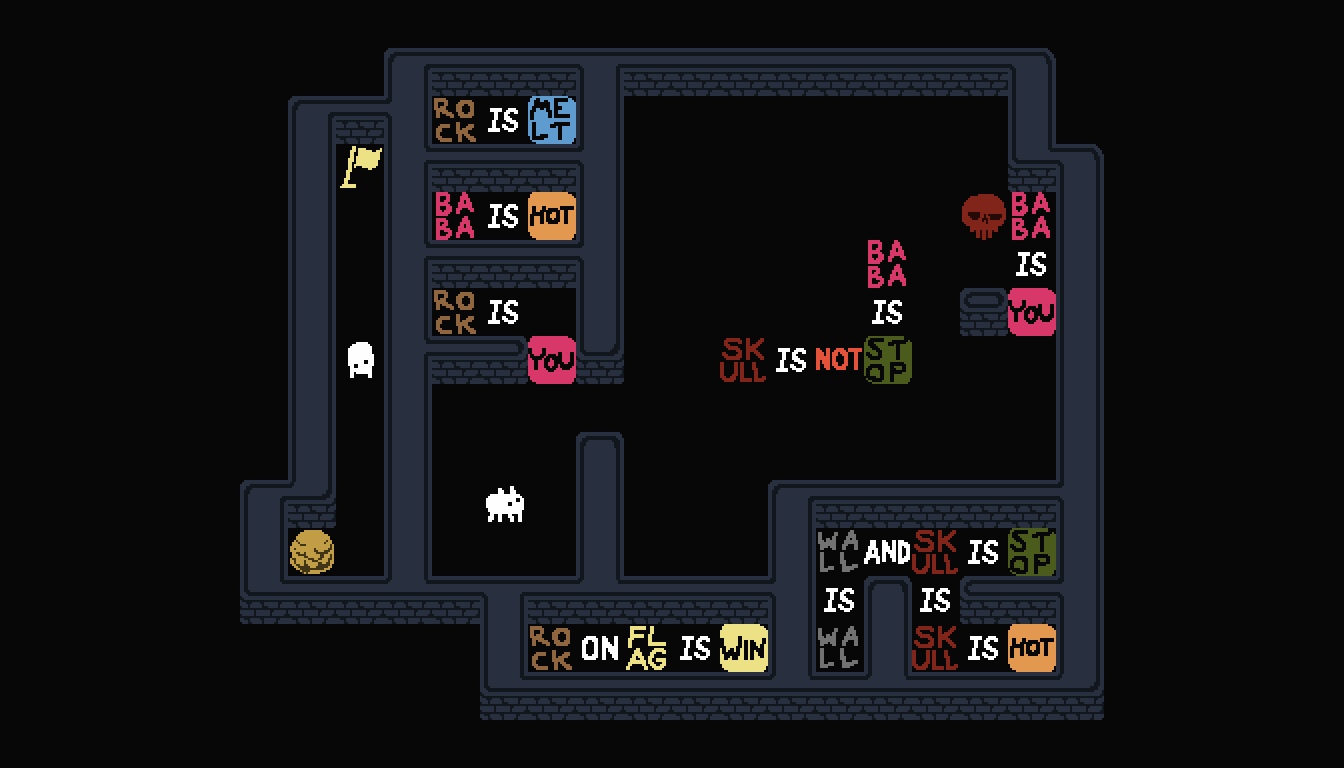 ROCK IS MELT
BABA IS HOT
BABA
BABA
IS
ROCK IS
IS
YOU
YOU
SKULL IS NOT STOP
WALL AND SKULL IS STOP
IS
IS
WALL
SKULL IS HOT
ROCK ON FLAG IS WIN